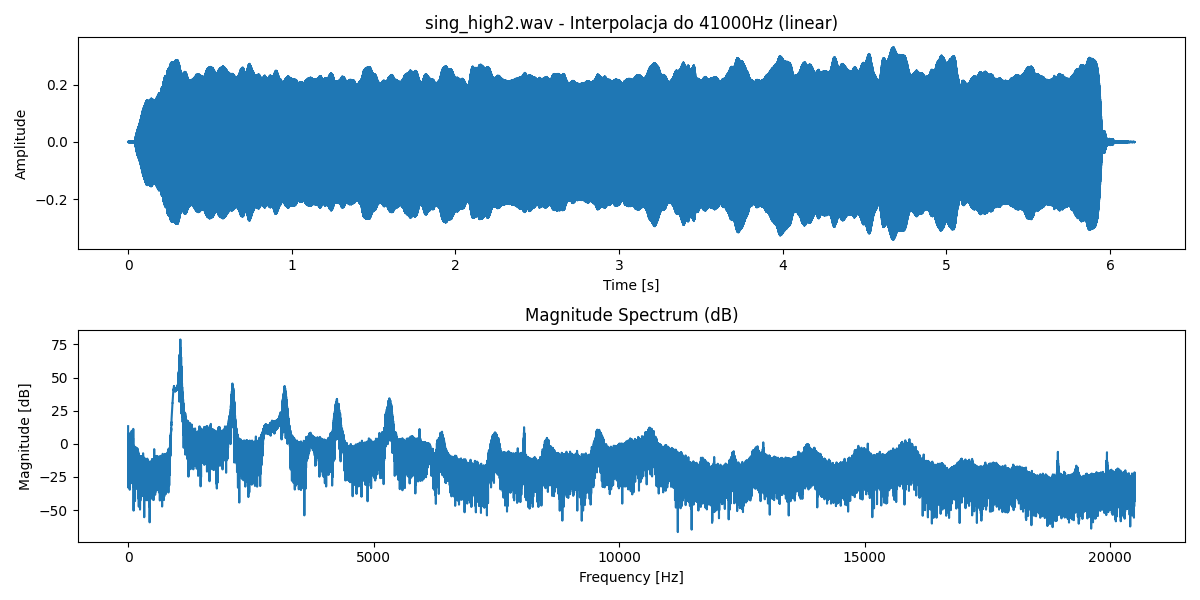 sing_high2.wav - Interpolacja do 41000Hz (linear)
Amplitude
0.2
0.0
−0.2
0 1 2 3 4 5 6
Time [s]
Magnitude Spectrum (dB)
Magnitude [dB]
75
50
25
0
−25
−50
0 5000 10000 15000 20000
Frequency [Hz]